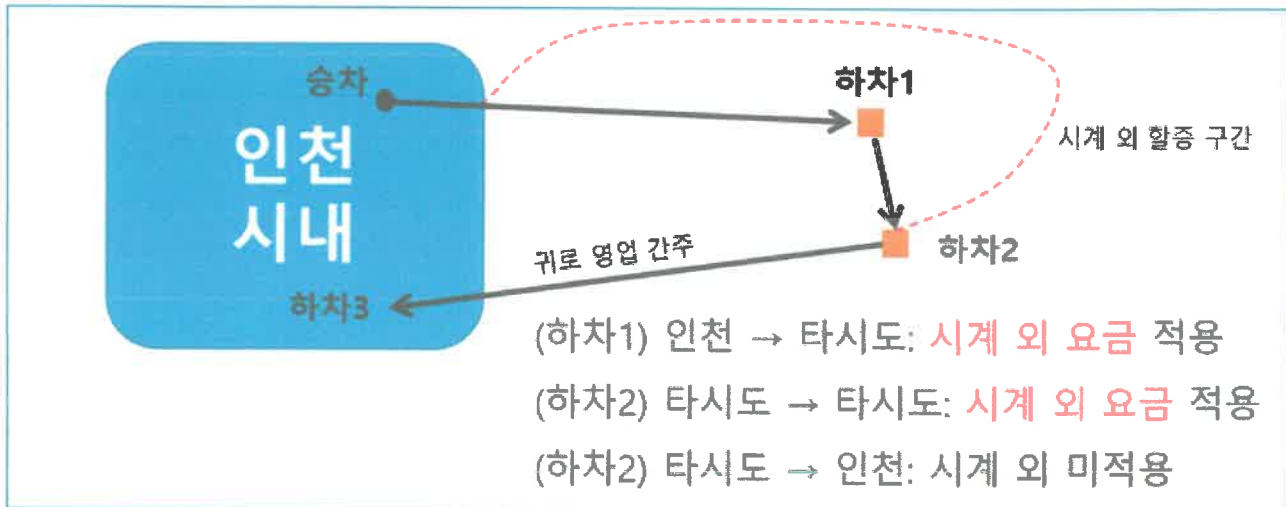 승차
인천
시내
하차3
하차1
시계 외 할증 구간
하차2
귀로 영업 간주
(하차1) 인천 → 타시도: 시계 외 요금 적용
(하차2) 타시도 → 타시도: 시계 외 요금 적용
(하차2) 타시도 → 인천: 시계 외 미적용